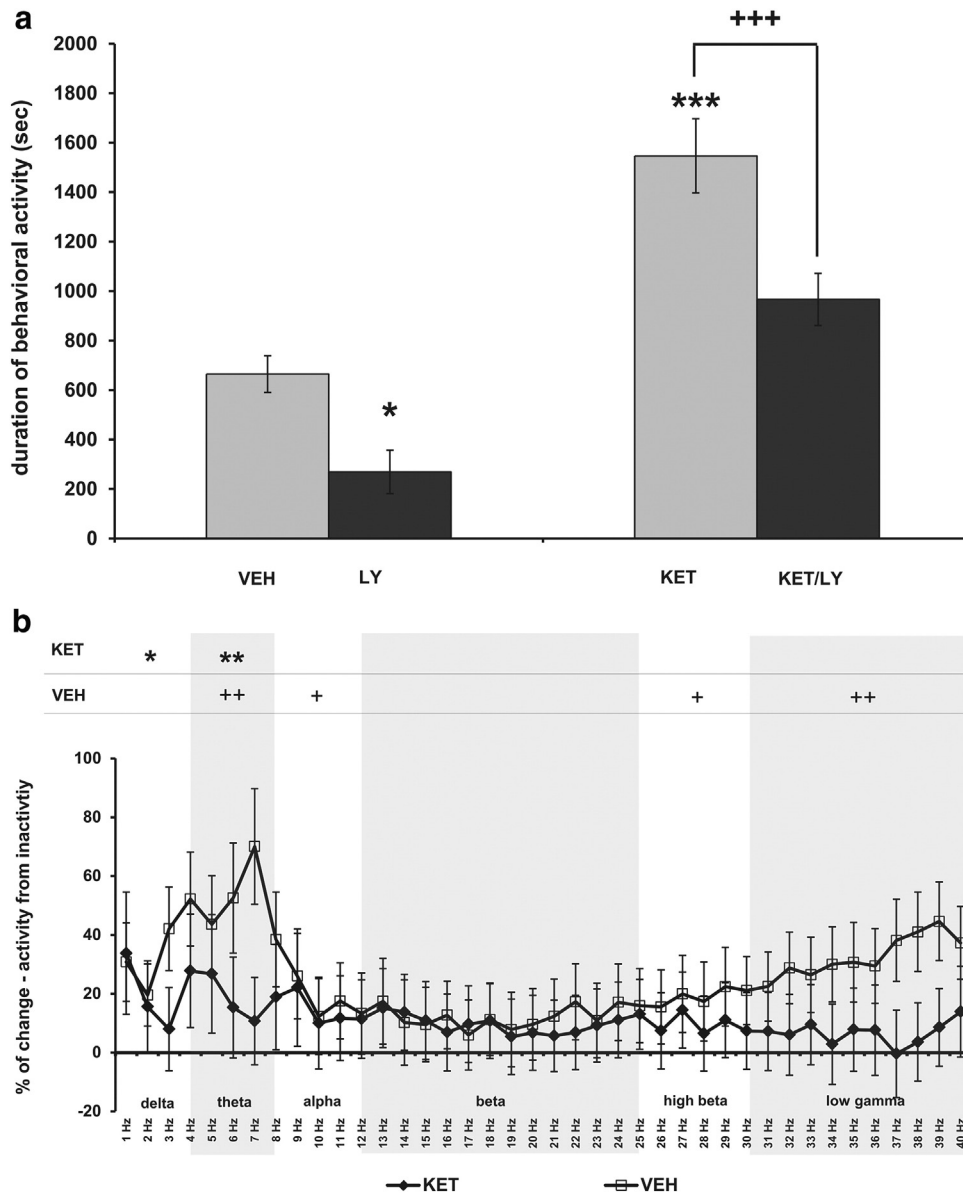 a
+++
2000
1800
1600
1400
1200
1000
800
600
400
200
0
duration of behavioral activity (sec)
***
*
VEH LY KET KET/LY
b
KET * **
VEH ++ + + ++
100
80
60
40
20
0
-20
% of change - activity from inactivtiy
delta theta alpha beta high beta low gamma
1 Hz 2 Hz 3 Hz 4 Hz 5 Hz 6 Hz 7 Hz 8 Hz 9 Hz 10 Hz 11 Hz 12 Hz 13 Hz 14 Hz 15 Hz 16 Hz 17 Hz 18 Hz 19 Hz 20 Hz 21 Hz 22 Hz 23 Hz 24 Hz 25 Hz 26 Hz 27 Hz 28 Hz 29 Hz 30 Hz 31 Hz 32 Hz 33 Hz 34 Hz 35 Hz 36 Hz 37 Hz 38 Hz 39 Hz 40 Hz
KET VEH